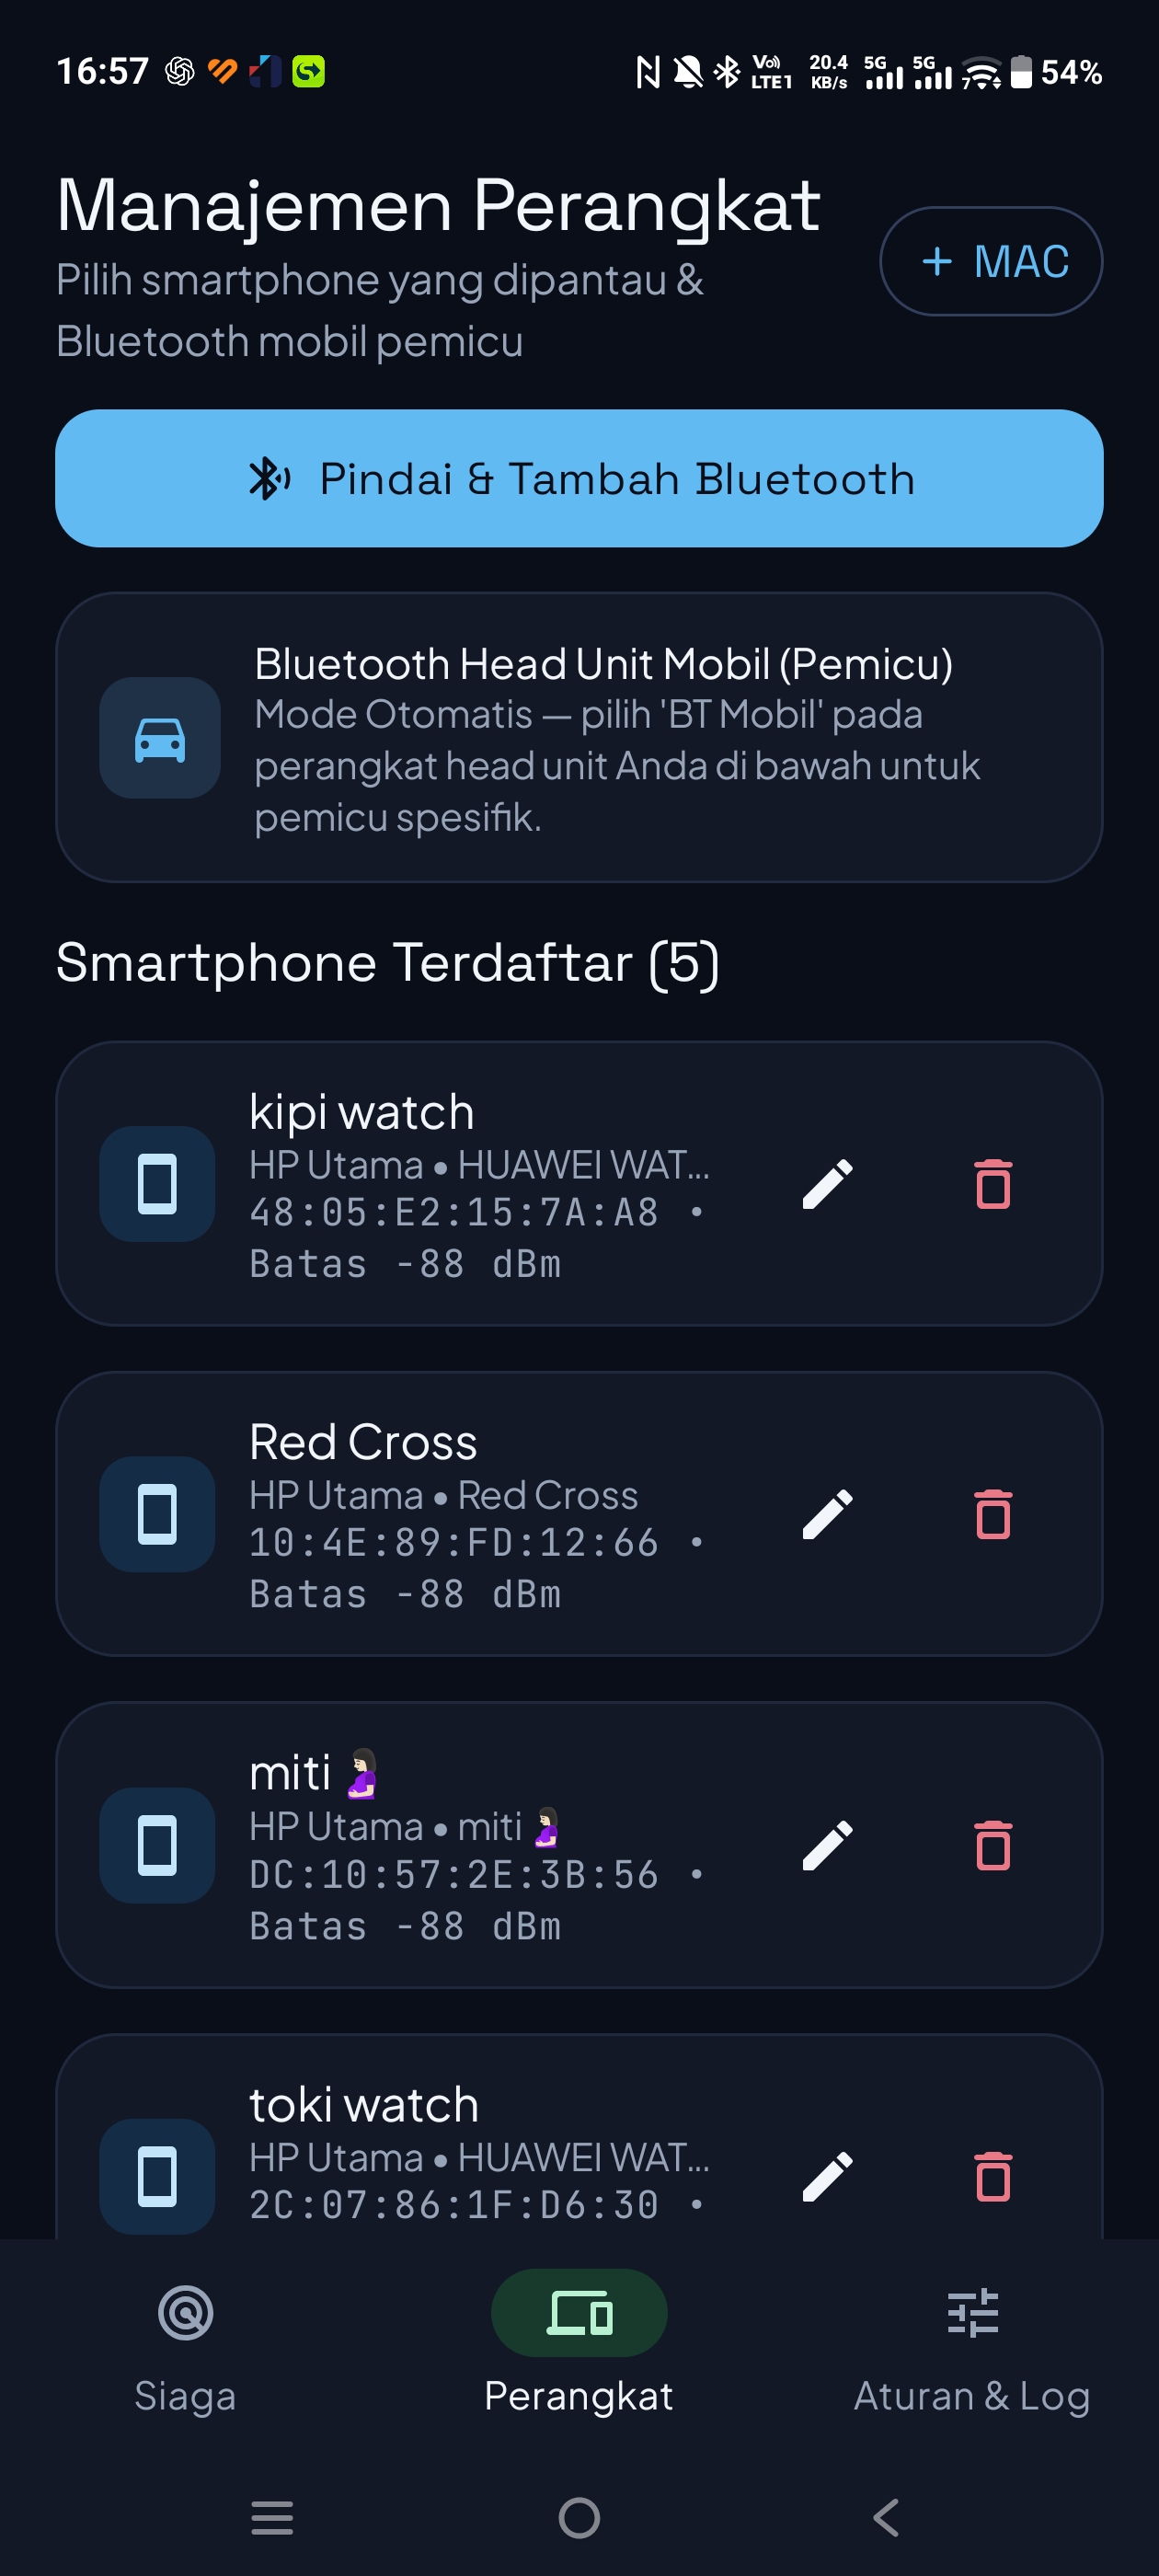 16:57
Vo) LTE1 20.4 KB/s 5G 5G 7 54%
Manajemen Perangkat
Pilih smartphone yang dipantau &
Bluetooth mobil pemicu
+ MAC
Pindai & Tambah Bluetooth
Bluetooth Head Unit Mobil (Pemicu)
Mode Otomatis — pilih 'BT Mobil' pada
perangkat head unit Anda di bawah untuk
pemicu spesifik.
Smartphone Terdaftar (5)
kipi watch
HP Utama • HUAWEI WAT...
48:05:E2:15:7A:A8 •
Batas -88 dBm
Red Cross
HP Utama • Red Cross
10:4E:89:FD:12:66 •
Batas -88 dBm
miti 🤰🏻
HP Utama • miti 🤰🏻
DC:10:57:2E:3B:56 •
Batas -88 dBm
toki watch
HP Utama • HUAWEI WAT...
2C:07:86:1F:D6:30 •
Siaga
Perangkat
Aturan & Log